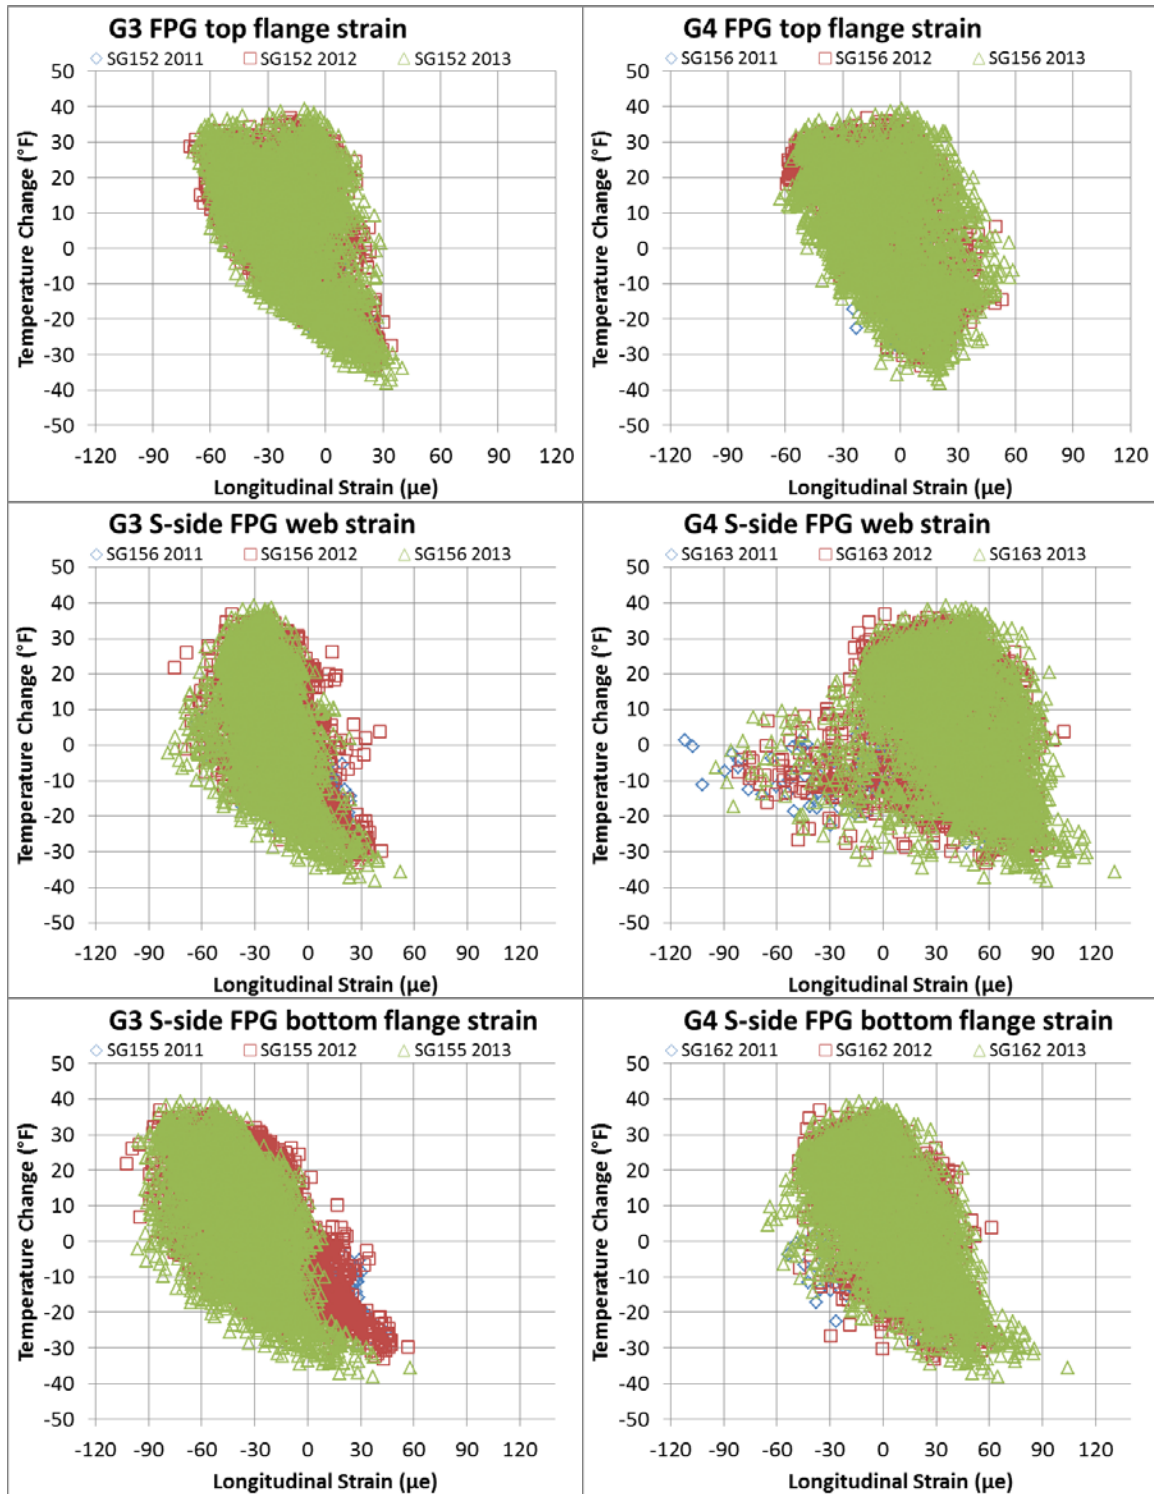 G3 FPG top flange strain
SG152 2011 SG152 2012 SG152 2013
Temperature Change (°F)
50
40
30
20
10
0
-10
-20
-30
-40
-50
-120 -90 -60 -30 0 30 60 90 120
Longitudinal Strain (µe)
G4 FPG top flange strain
SG156 2011 SG156 2012 SG156 2013
Temperature Change (°F)
50
40
30
20
10
0
-10
-20
-30
-40
-50
-120 -90 -60 -30 0 30 60 90 120
Longitudinal Strain (µe)
G3 S-side FPG web strain
SG156 2011 SG156 2012 SG156 2013
Temperature Change (°F)
50
40
30
20
10
0
-10
-20
-30
-40
-50
-120 -90 -60 -30 0 30 60 90 120
Longitudinal Strain (µe)
G4 S-side FPG web strain
SG163 2011 SG163 2012 SG163 2013
Temperature Change (°F)
50
40
30
20
10
0
-10
-20
-30
-40
-50
-120 -90 -60 -30 0 30 60 90 120
Longitudinal Strain (µe)
G3 S-side FPG bottom flange strain
SG155 2011 SG155 2012 SG155 2013
Temperature Change (°F)
50
40
30
20
10
0
-10
-20
-30
-40
-50
-120 -90 -60 -30 0 30 60 90 120
Longitudinal Strain (µe)
G4 S-side FPG bottom flange strain
SG162 2011 SG162 2012 SG162 2013
Temperature Change (°F)
50
40
30
20
10
0
-10
-20
-30
-40
-50
-120 -90 -60 -30 0 30 60 90 120
Longitudinal Strain (µe)